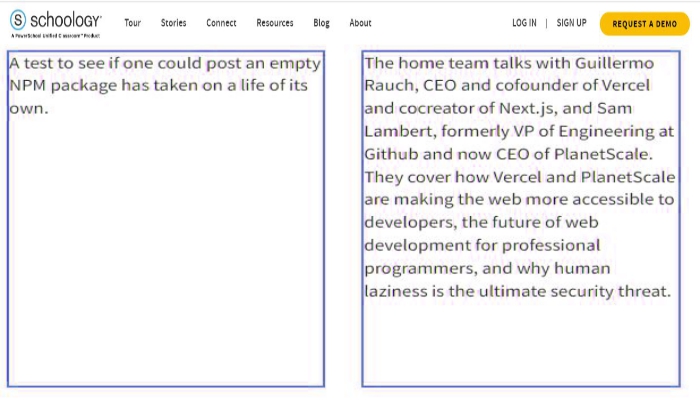 schoology
A PowerSchool Unified Classroom™ Product
Tour
Stories
Connect
Resources
Blog
About
LOG IN | SIGN UP
REQUEST A DEMO
A test to see if one could post an empty
NPM package has taken on a life of its
own.
The home team talks with Guillermo
Rauch, CEO and cofounder of Vercel
and cocreator of Next.js, and Sam
Lambert, formerly VP of Engineering at
Github and now CEO of PlanetScale.
They cover how Vercel and PlanetScale
are making the web more accessible to
developers, the future of web
development for professional
programmers, and why human
laziness is the ultimate security threat.